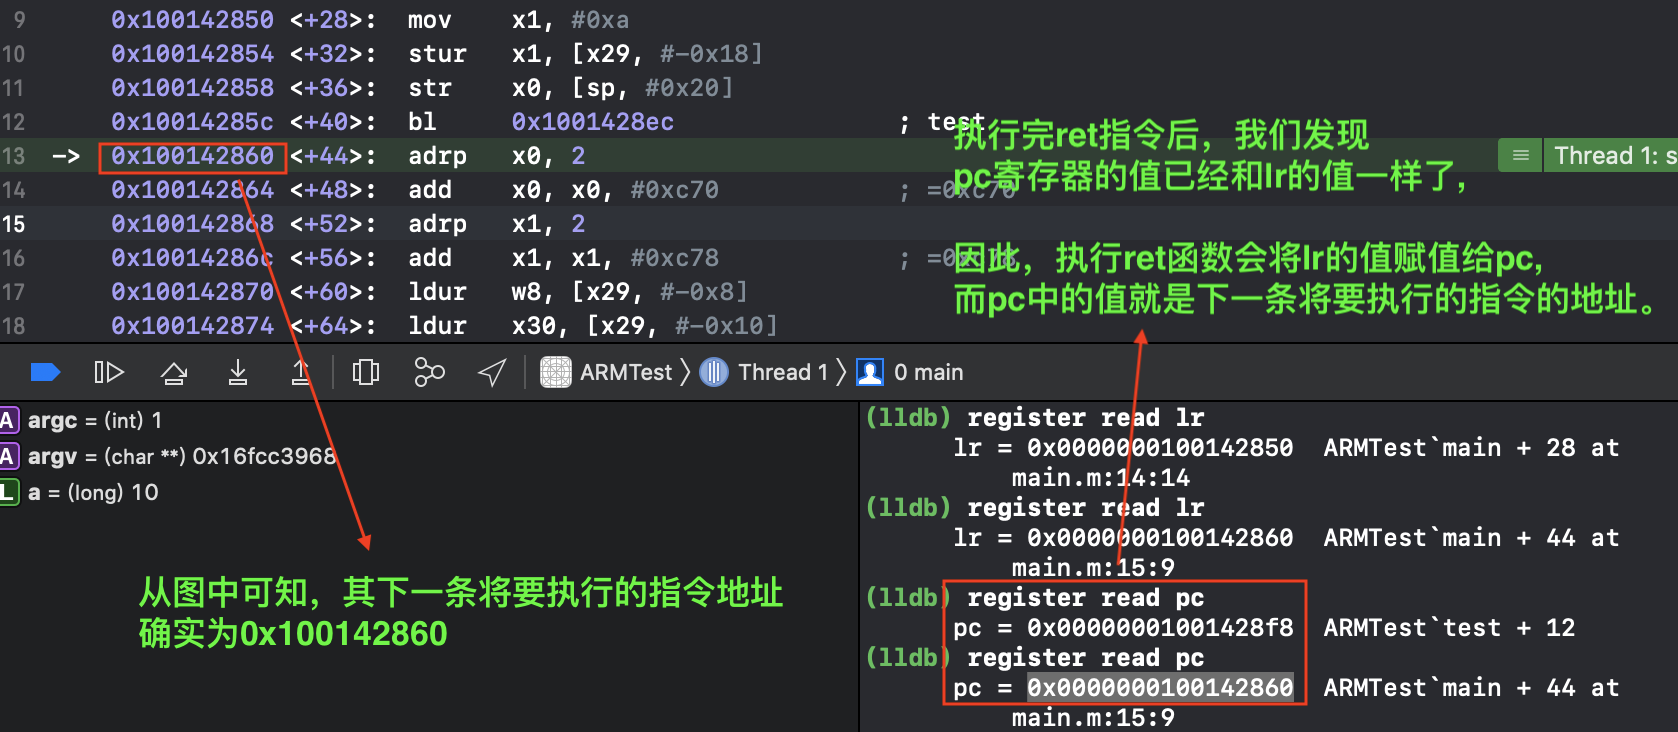 9 0x100142850 <+28>: mov x1, #0xa
10 0x100142854 <+32>: stur x1, [x29, #-0x18]
11 0x100142858 <+36>: str x0, [sp, #0x20]
12 0x10014285c <+40>: bl 0x1001428ec ; test
13 -> 0x100142860 <+44>: adrp x0, 2
Thread 1: s
14 0x100142864 <+48>: add x0, x0, #0xc70 ; =0xc70
15 0x100142868 <+52>: adrp x1, 2
16 0x10014286c <+56>: add x1, x1, #0xc78 ; =0
17 0x100142870 <+60>: ldur w8, [x29, #-0x8]
18 0x100142874 <+64>: ldur x30, [x29, #-0x10]
执行完ret指令后，我们发现
pc寄存器的值已经和lr的值一样了,
因此，执行ret函数会将lr的值赋值给pc,
而pc中的值就是下一条将要执行的指令的地址。
ARMTest 〉 Thread 1 〉 0 main
A argc = (int) 1
A argv = (char **) 0x16fcc3968
L a = (long) 10
从图中可知，其下一条将要执行的指令地址
确实为0x100142860
(lldb) register read lr
lr = 0x0000000100142850 ARMTest`main + 28 at
main.m:14:14
(lldb) register read lr
lr = 0x0000000100142860 ARMTest`main + 44 at
main.m:15:9
(lldb) register read pc
pc = 0x00000001001428f8 ARMTest`test + 12
(lldb) register read pc
pc = 0x0000000100142860 ARMTest`main + 44 at
main.m:15:9